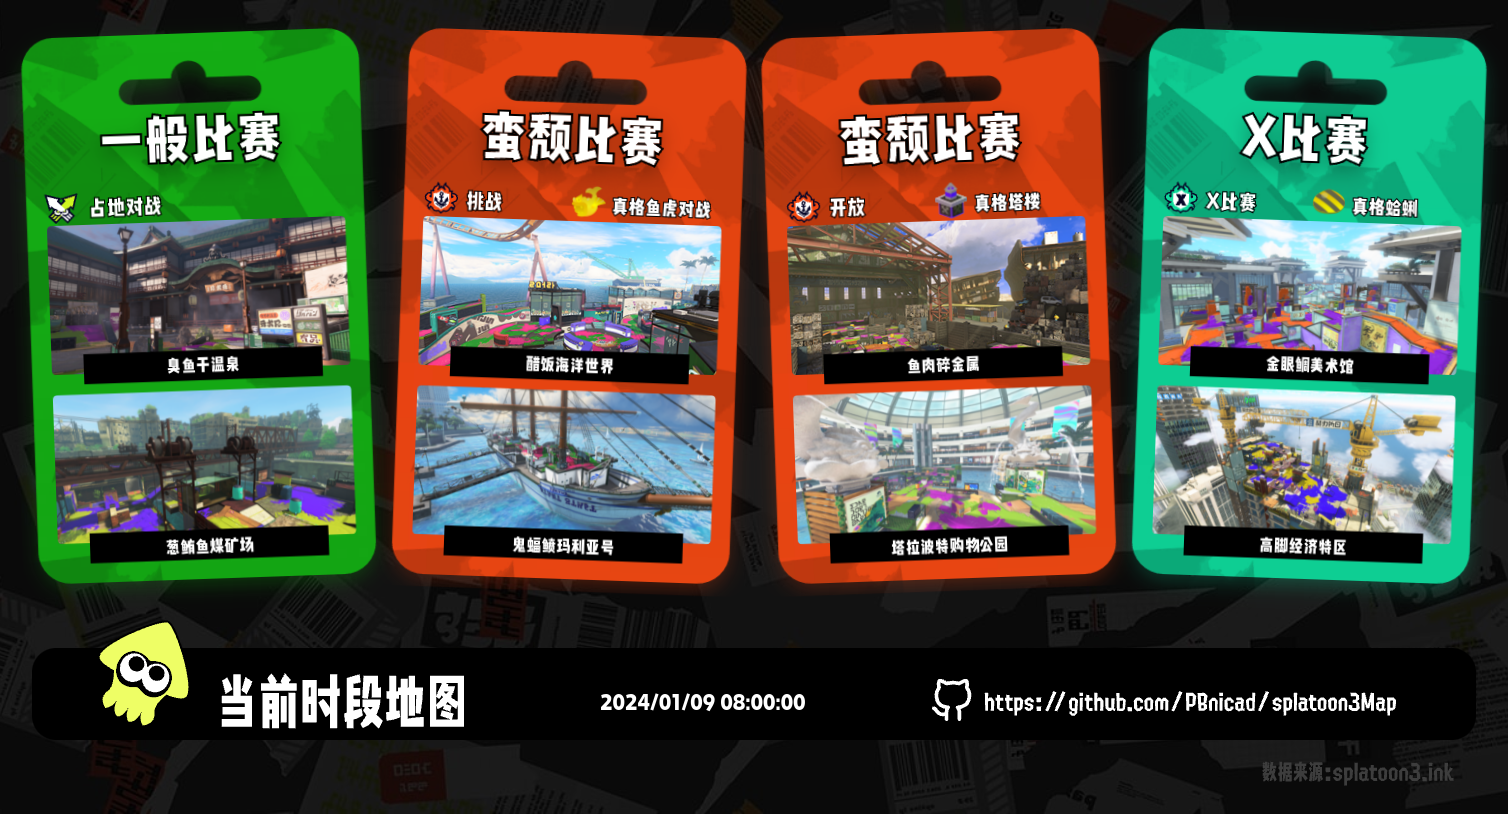 一般比赛
占地对战
臭鱼干温泉
葱鲔鱼煤矿场
蛮颓比赛
挑战
真格鱼虎对战
醋饭海洋世界
鬼蝠鲼玛利亚号
蛮颓比赛
开放
真格塔楼
鱼肉碎金属
塔拉波特购物公园
X比赛
X比赛
真格蛤蜊
金眼鲷美术馆
高脚经济特区
当前时段地图
2024/01/09 08:00:00
https://github.com/PBnicad/splatoon3Map
数据来源:splatoon3.ink